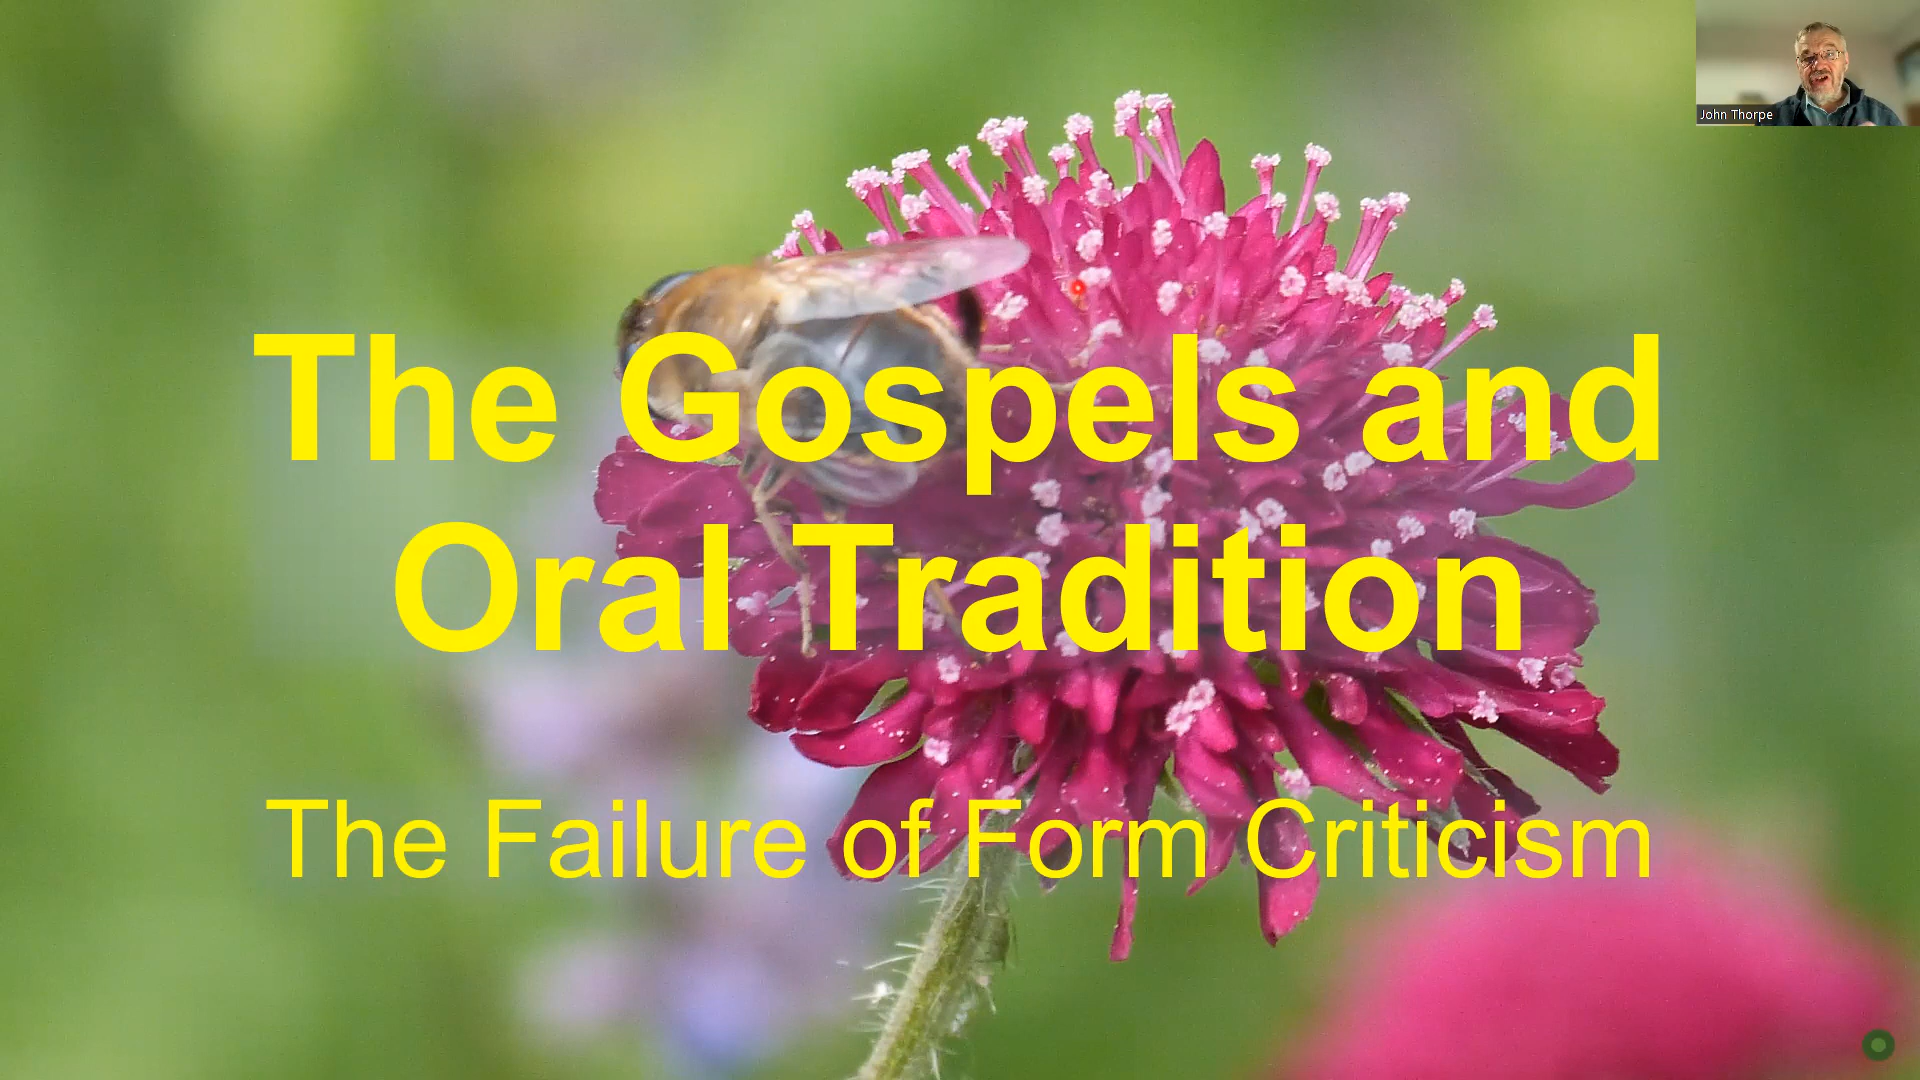 John Thorpe
The Gospels and
Oral Tradition
The Failure of Form Criticism